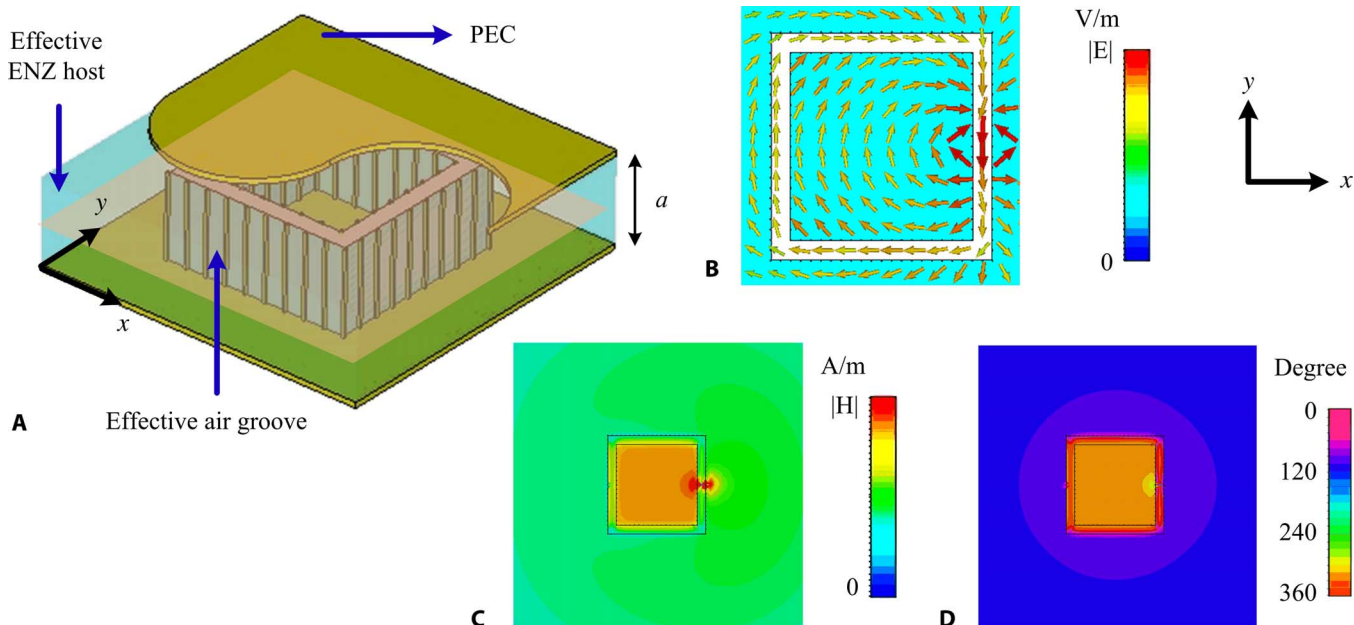 Effective
ENZ host
PEC
y
x
a
Effective air groove
A
V/m
|E|
0
B
y
x
A/m
|H|
0
C
Degree
0
120
240
360
D